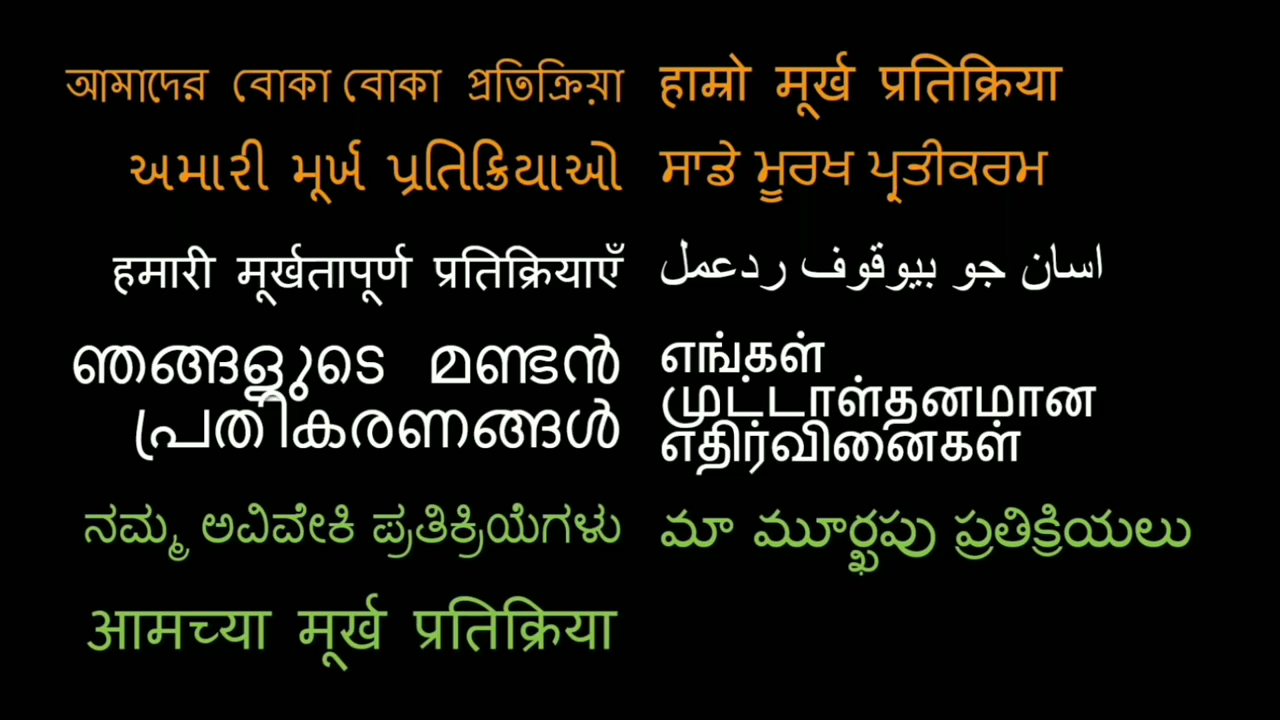 আমাদের বোকা বোকা প্রতিক্রিয়া
हाम्रो मूर्ख प्रतिक्रिया
અમારી મૂર્ખ પ્રતિક્રિયાઓ
ਸਾਡੇ ਮੂਰਖ ਪ੍ਰਤੀਕਰਮ
हमारी मूर्खतापूर्ण प्रतिक्रियाएँ
اسان جو بيوقوف ردعمل
ഞങ്ങളുടെ മണ്ടൻ
പ്രതികരണങ്ങൾ
எங்கள்
முட்டாள்தனமான
எதிர்வினைகள்
ನಮ್ಮ ಅವಿವೇಕಿ ಪ್ರತಿಕ್ರಿಯೆಗಳು
మా మూర్ఖపు ప్రతిక్రియలు
आमच्या मूर्ख प्रतिक्रिया